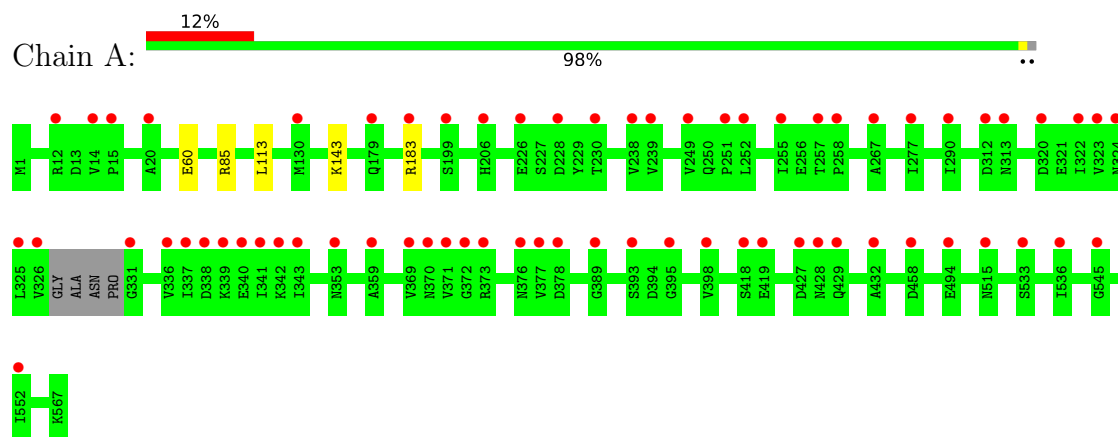 12%
Chain A:
98%
••
M1 R12 D13 V14 P15 A20 E60 R85 L113 M130 K143 Q179 R183 S199 H206 E226 S227 D228 Y229 T230 V238 V239 V249 Q250 P251 L252 I255 E256 T257 P258 A267 I277 I290 D312 N313 D320 E321 I322 V323 N324
L325 V326 GLY ALA ASN PRO G331 V336 I337 D338 K339 E340 I341 K342 I343 N353 A359 V369 N370 V371 G372 R373 N376 V377 D378 G389 S393 D394 G395 V398 S418 E419 D427 N428 Q429 A432 D458 E494 N515 S533 I536 G545
I552 K567